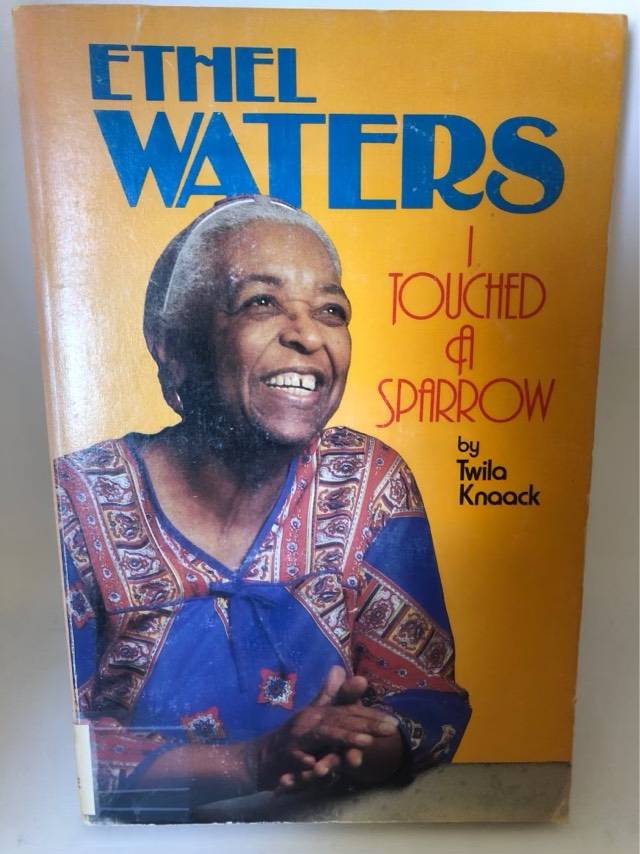 ETHEL
WATERS
I
TOUCHED
A
SPARROW
by
Twila
Knaack